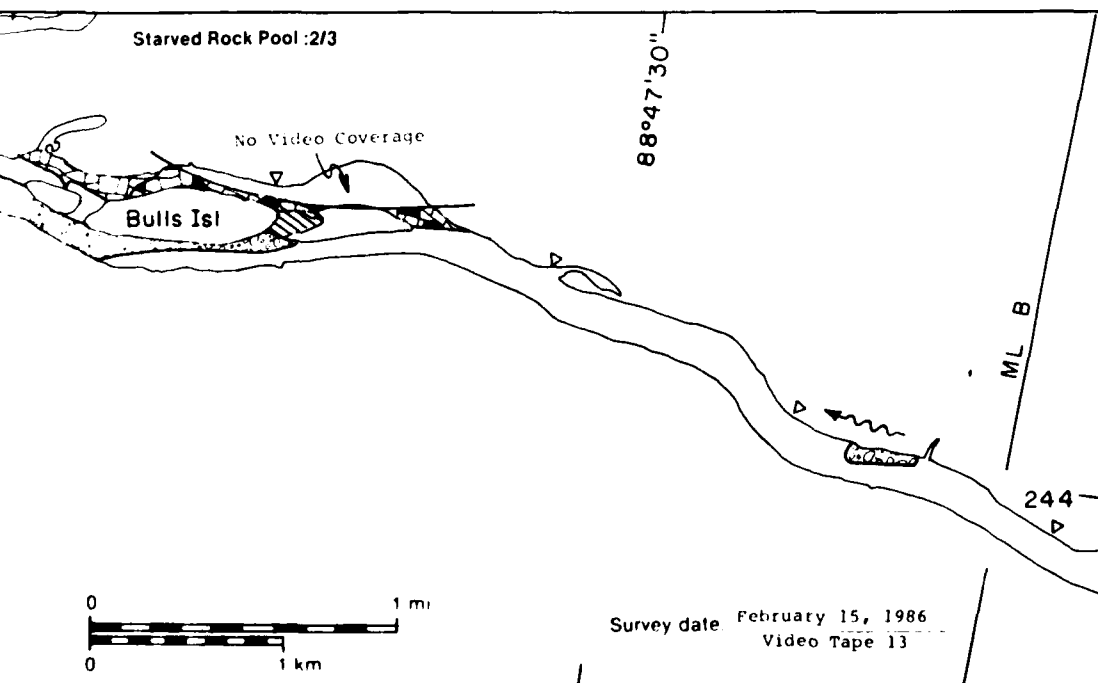 Starved Rock Pool :2/3
88°47'30"
No Video Coverage
Bulls Isl
ML B
244
0 1 mi
0 1 km
Survey date. February 15, 1986
Video Tape 13